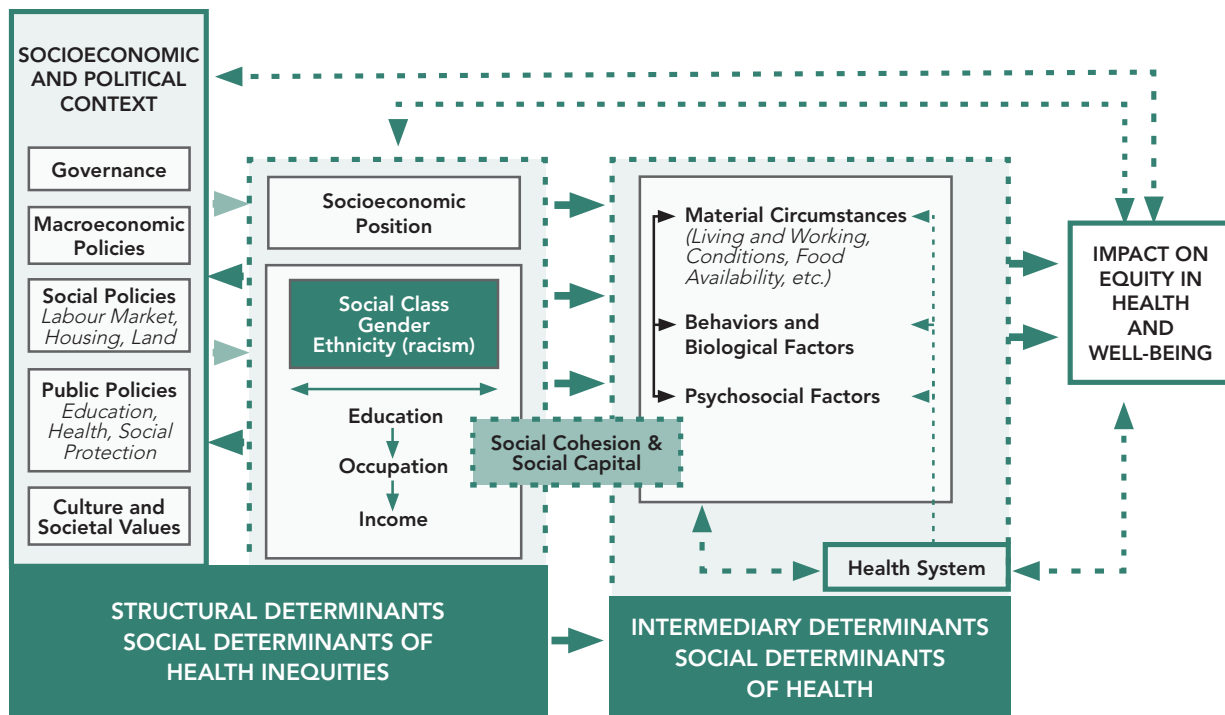 SOCIOECONOMIC
AND POLITICAL
CONTEXT
Governance
Macroeconomic
Policies
Social Policies
Labour Market,
Housing, Land
Public Policies
Education,
Health, Social
Protection
Culture and
Societal Values
Socioeconomic
Position
Social Class
Gender
Ethnicity (racism)
Education
Occupation
Income
Social Cohesion &
Social Capital
Material Circumstances
(Living and Working,
Conditions, Food
Availability, etc.)
Behaviors and
Biological Factors
Psychosocial Factors
Health System
IMPACT ON
EQUITY IN
HEALTH
AND
WELL-BEING
STRUCTURAL DETERMINANTS
SOCIAL DETERMINANTS OF
HEALTH INEQUITIES
INTERMEDIARY DETERMINANTS
SOCIAL DETERMINANTS
OF HEALTH